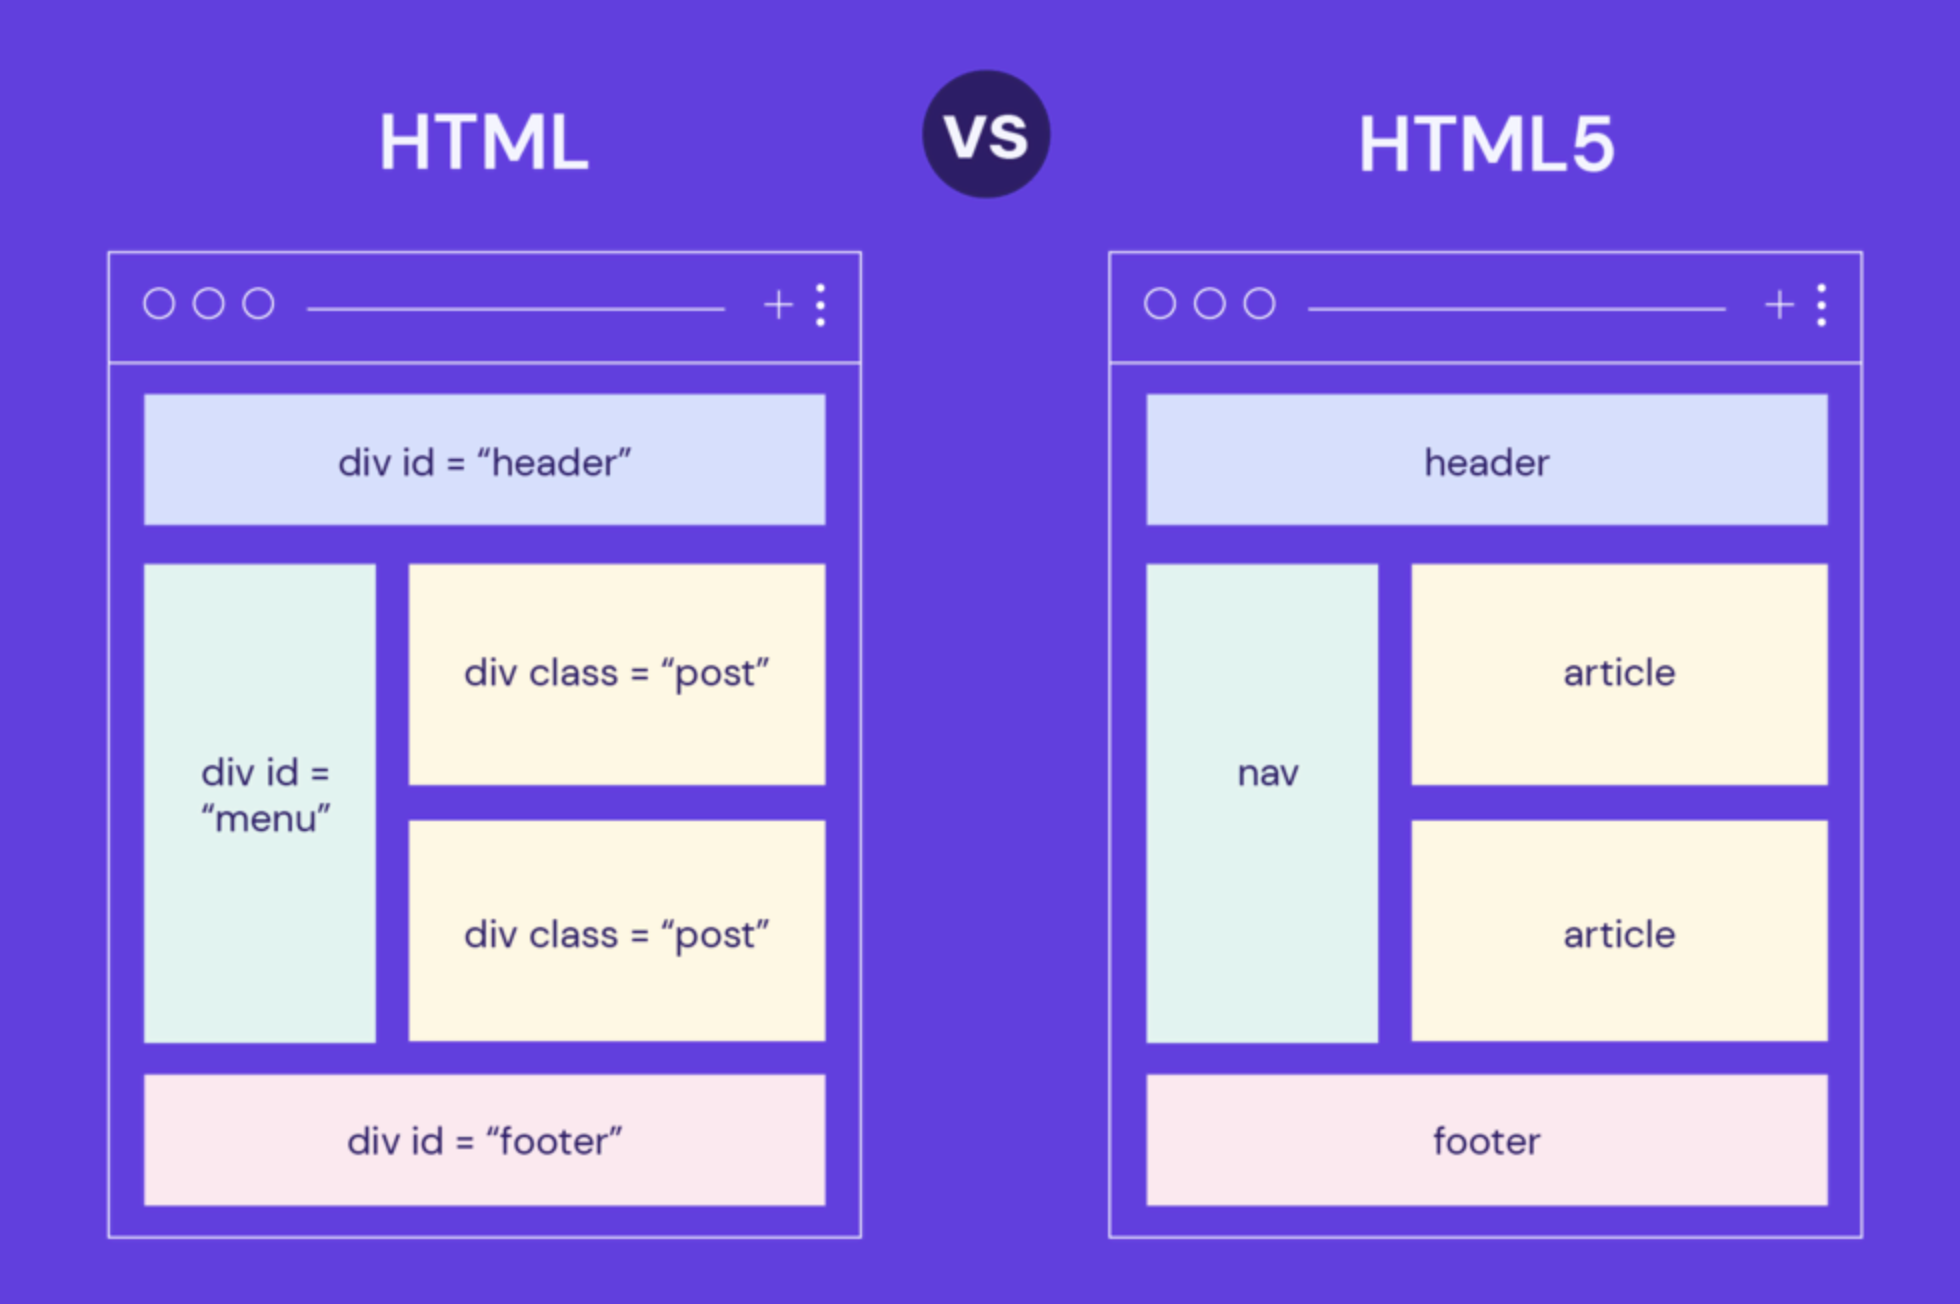 HTML
VS
HTML5
div id = “header”
div id =
“menu”
div class = “post”
div class = “post”
div id = “footer”
header
nav
article
article
footer